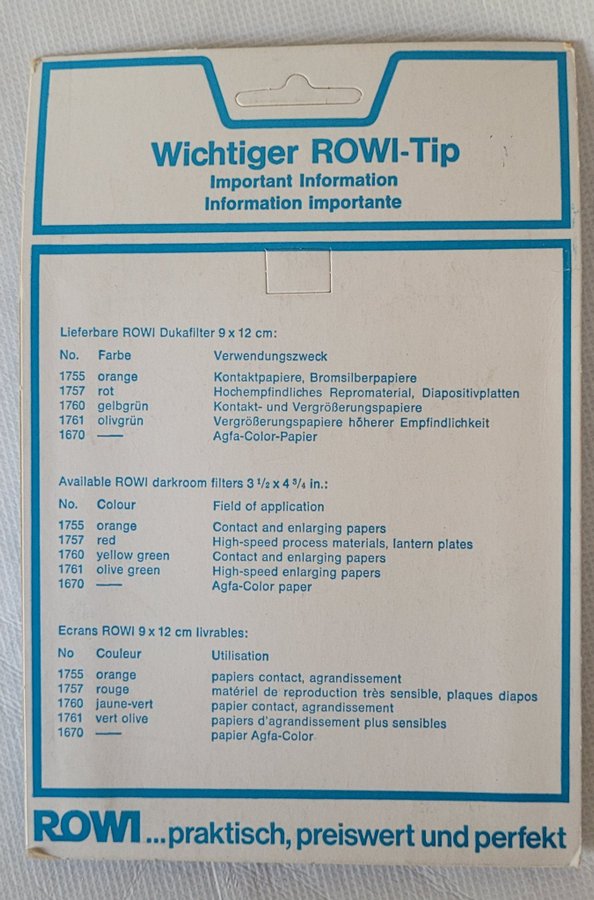 Wichtiger ROWI-Tip
Important Information
Information importante
Lieferbare ROWI Dukafilter 9 x 12 cm:
No. Farbe Verwendungszweck
1755 orange Kontaktpapiere, Bromsilberpapiere
1757 rot Hochempfindliches Repromaterial, Diapositivplatten
1760 gelbgrün Kontakt- und Vergrößerungspapiere
1761 olivgrün Vergrößerungspapiere höherer Empfindlichkeit
1670 — Agfa-Color-Papier
Available ROWI darkroom filters 3 1/2 x 4 3/4 in.:
No. Colour Field of application
1755 orange Contact and enlarging papers
1757 red High-speed process materials, lantern plates
1760 yellow green Contact and enlarging papers
1761 olive green High-speed enlarging papers
1670 — Agfa-Color paper
Ecrans ROWI 9 x 12 cm livrables:
No Couleur Utilisation
1755 orange papiers contact, agrandissement
1757 rouge matériel de reproduction très sensible, plaques diapos
1760 jaune-vert papier contact, agrandissement
1761 vert olive papiers d'agrandissement plus sensibles
1670 — papier Agfa-Color
ROWI ...praktisch, preiswert und perfekt